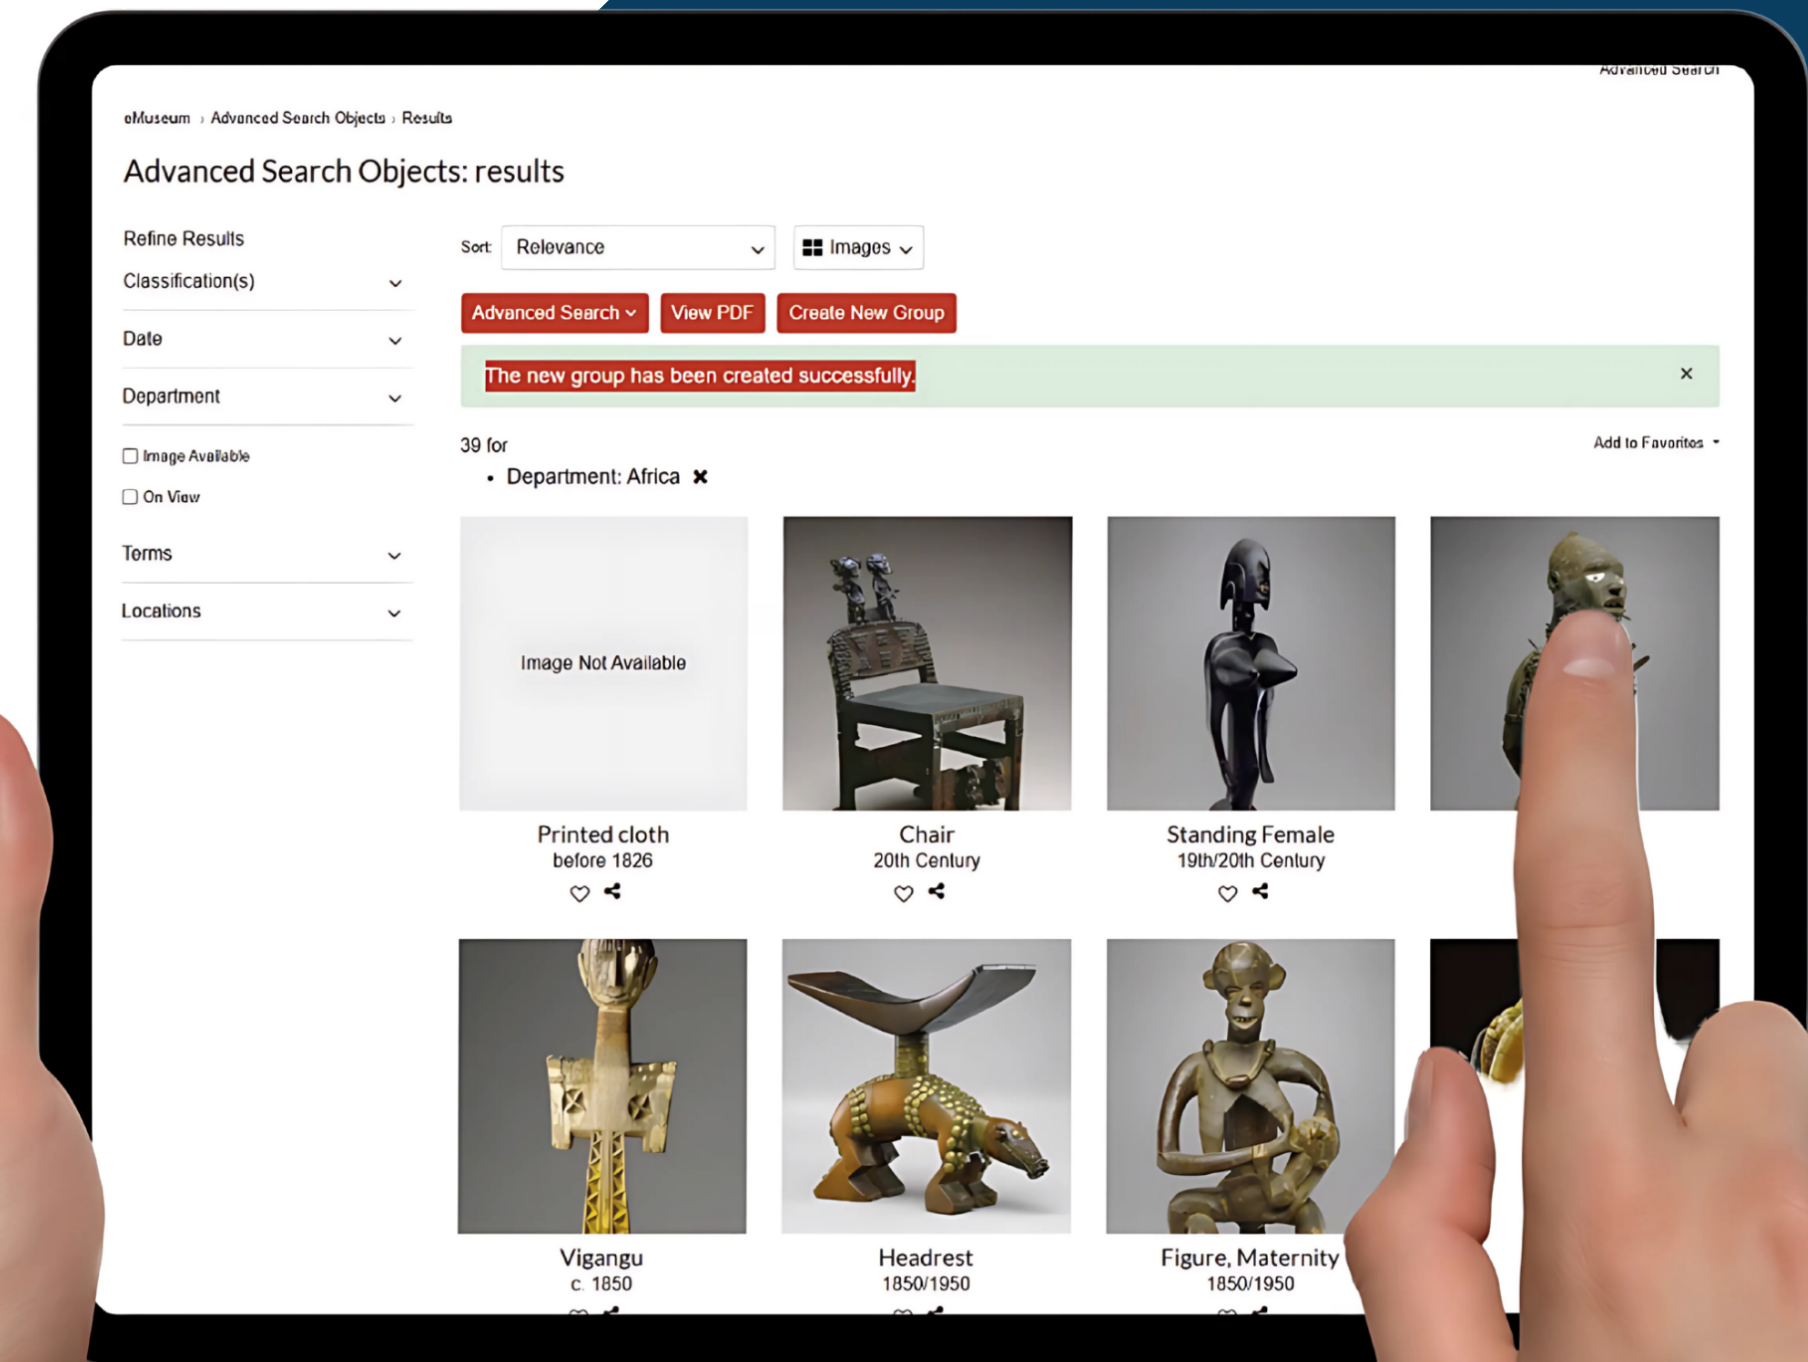 Advanced Search
eMuseum › Advanced Search Objects › Results
Advanced Search Objects: results
Refine Results
Classification(s)
Date
Department
Image Available
On View
Terms
Locations
Sort: Relevance Images
Advanced Search View PDF Create New Group
The new group has been created successfully. ×
39 for
Add to Favorites
• Department: Africa ✖
Image Not Available
Printed cloth
before 1826
Chair
20th Century
Standing Female
19th/20th Century
Vigangu
c. 1850
Headrest
1850/1950
Figure, Maternity
1850/1950